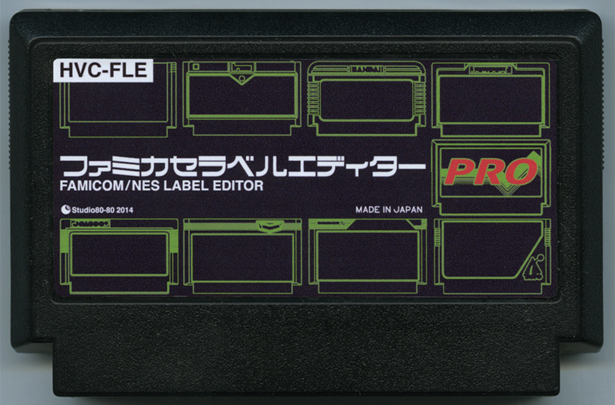 HVC-FLE
BANDAI
ファミカセラベルエディター PRO
FAMICOM/NES LABEL EDITOR
Studio80-80 2014
MADE IN JAPAN